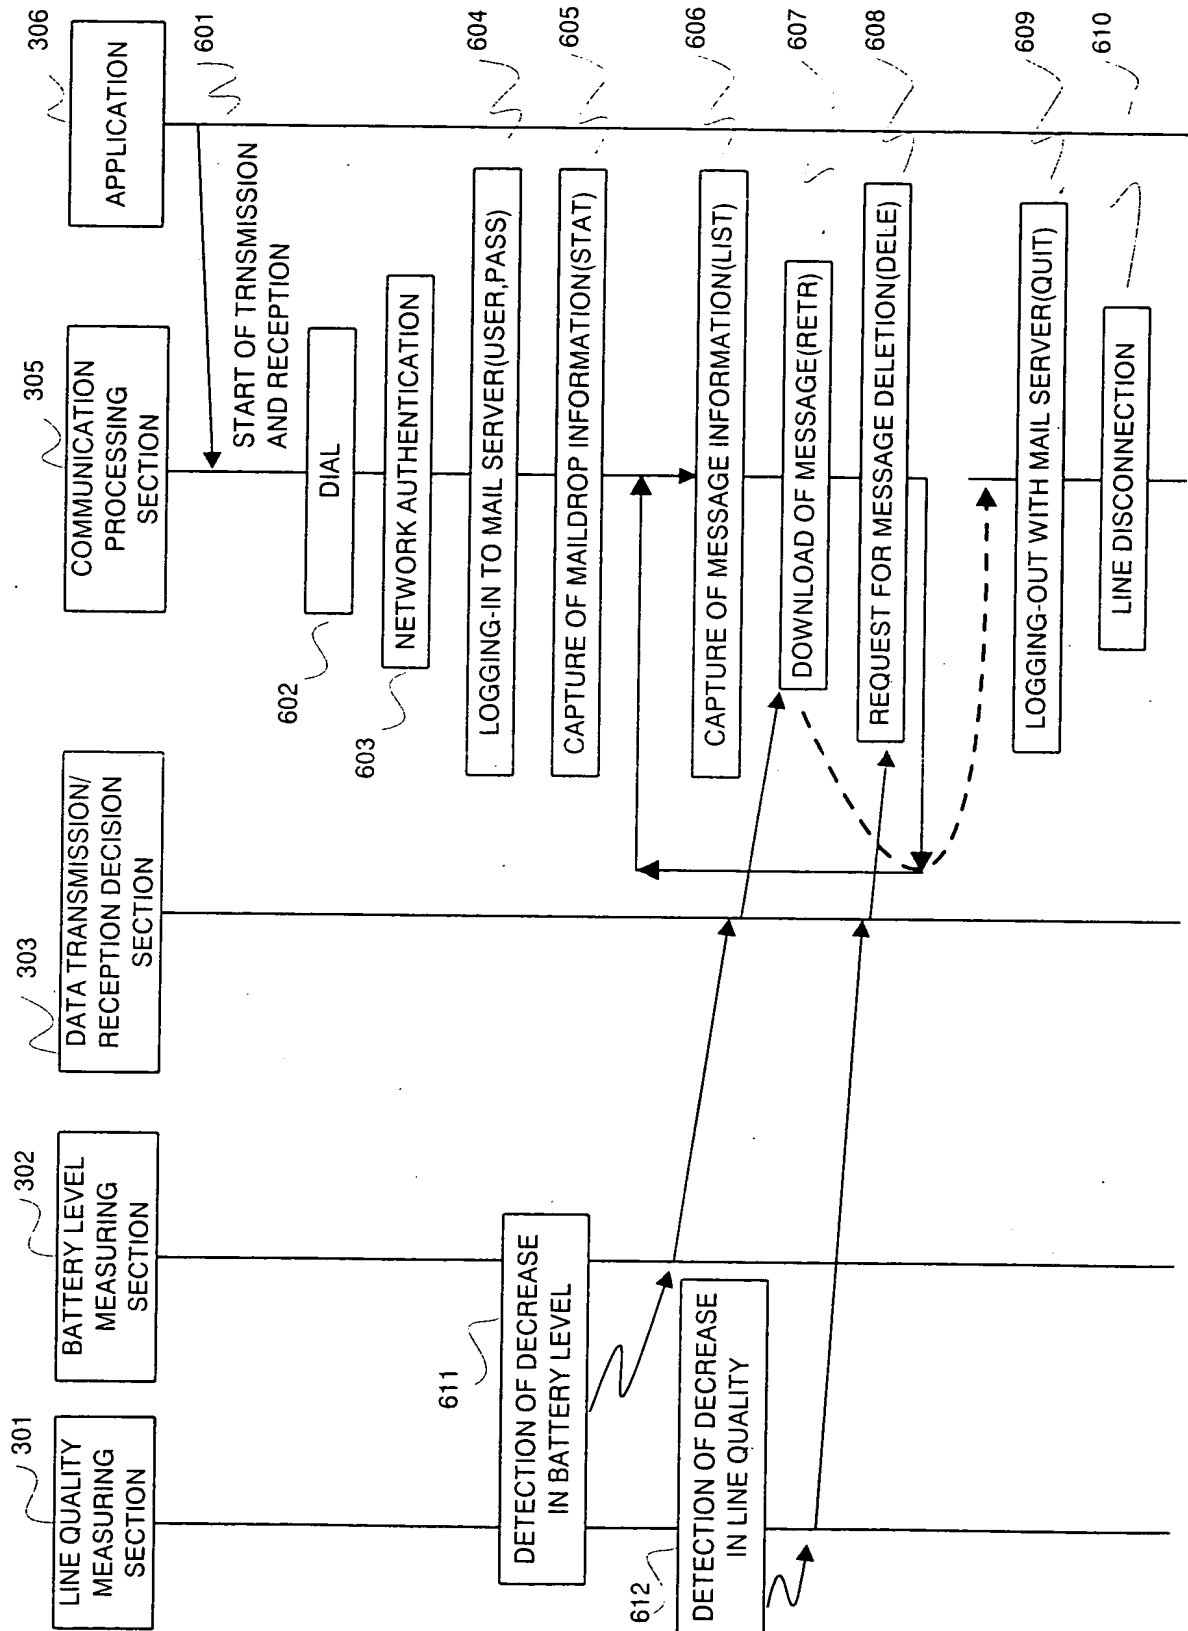 301
LINE QUALITY
MEASURING
SECTION
302
BATTERY LEVEL
MEASURING
SECTION
303
DATA TRANSMISSION/
RECEPTION DECISION
SECTION
305
COMMUNICATION
PROCESSING
SECTION
306
APPLICATION
601
START OF TRNSMISSION
AND RECEPTION
602
DIAL
603
NETWORK AUTHENTICATION
604
LOGGING-IN TO MAIL SERVER(USER,PASS)
605
CAPTURE OF MAILDROP INFORMATION(STAT)
611
DETECTION OF DECREASE
IN BATTERY LEVEL
606
CAPTURE OF MESSAGE INFORMATION(LIST)
612
DETECTION OF DECREASE
IN LINE QUALITY
607
DOWNLOAD OF MESSAGE(RETR)
608
REQUEST FOR MESSAGE DELETION(DELE)
609
LOGGING-OUT WITH MAIL SERVER(QUIT)
610
LINE DISCONNECTION